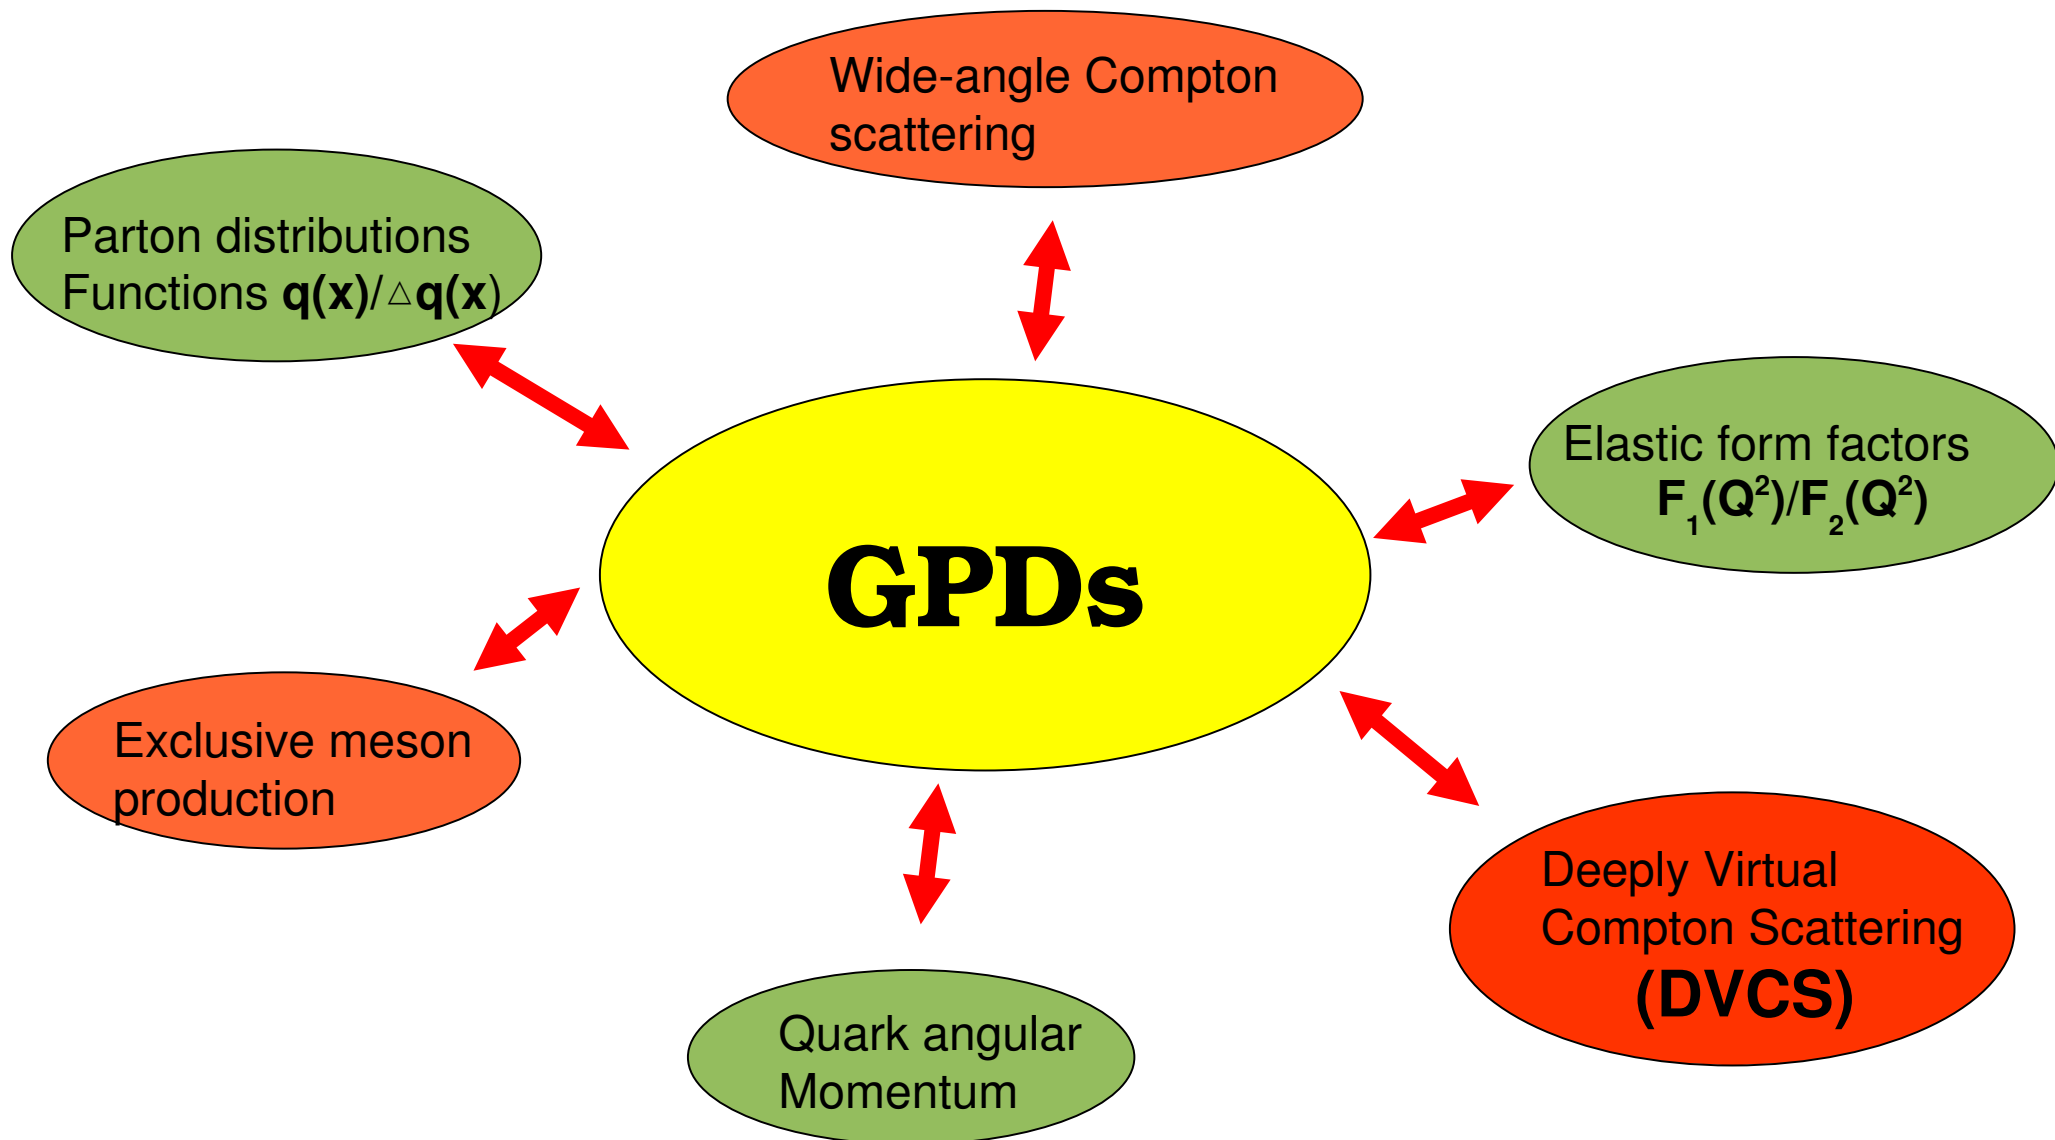 Wide-angle Compton
scattering
Parton distributions
Functions q(x)/△q(x)
Elastic form factors
F₁(Q²)/F₂(Q²)
GPDs
Exclusive meson
production
Deeply Virtual
Compton Scattering
(DVCS)
Quark angular
Momentum